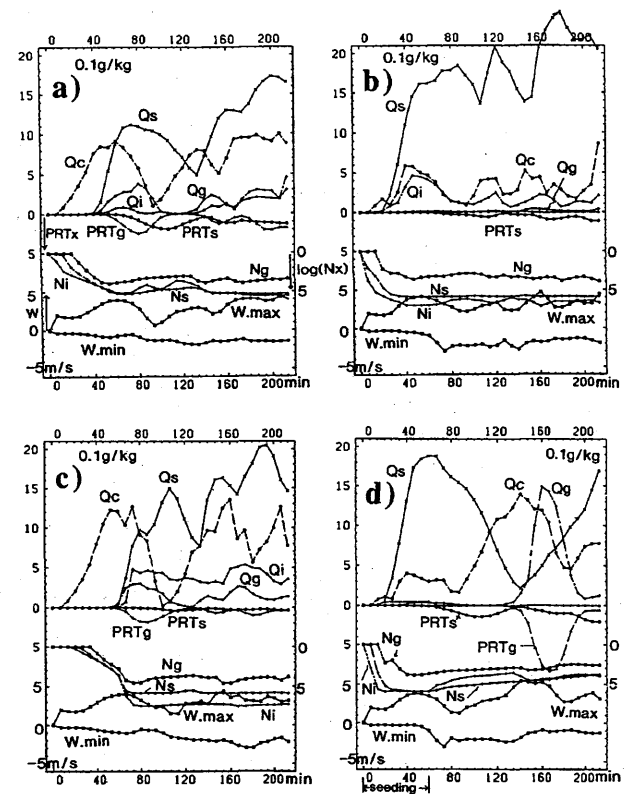 0 40 80 120 160 200
20 0.1g/kg
a)
15 Qs
10 Qc
5 Qi Qg
0
PRTx PRTg PRTs
5 0
log(Nx)
Ng
Ni Ns
5 5
W W.max
0
W.min
-5m/s
0 40 80 120 160 200min
0 40 80 120 160 200
20 0.1g/kg
b)
15 Qs
10
5 Qi Qc Qg
0
PRTs
5 0
Ng
Ns
5 Ni 5
W.max
0
W.min
-5m/s
0 40 80 120 160 200min
0 40 80 120 160 200
20 0.1g/kg
c)
15 Qc Qs
10
5 Qi
Qg
0
PRTg PRTs
5 0
Ng
5 Ns 5
W.max Ni
0
W.min
-5m/s
0 40 80 120 160 200min
0 40 80 120 160 200
20 0.1g/kg
d)
15 Qs Qc Qg
10
5
0
PRTs
PRTg
5 Ng 0
Ni Ns
5 5
W.max
0
W.min
-5m/s
0 40 80 120 160 200min
seeding